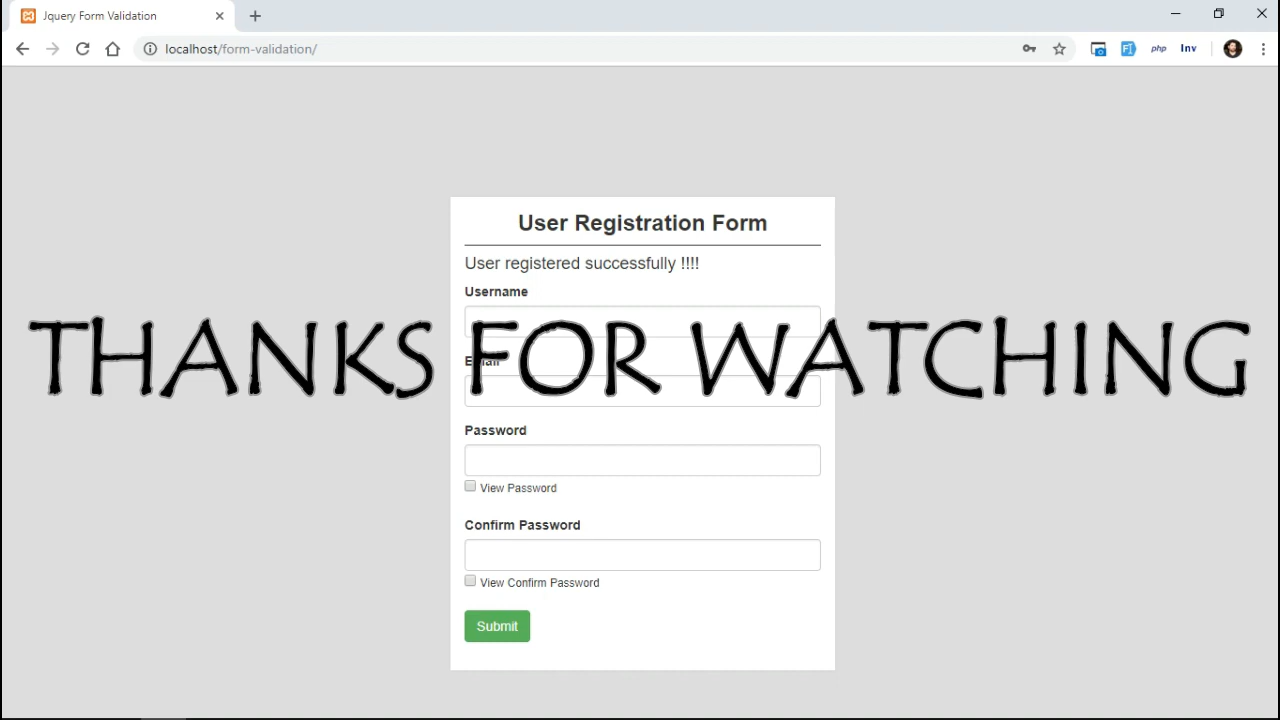 Jquery Form Validation
localhost/form-validation/
php
Inv
User Registration Form
User registered successfully !!!!
Username
THANKS FOR WATCHING
Email
Password
View Password
Confirm Password
View Confirm Password
Submit